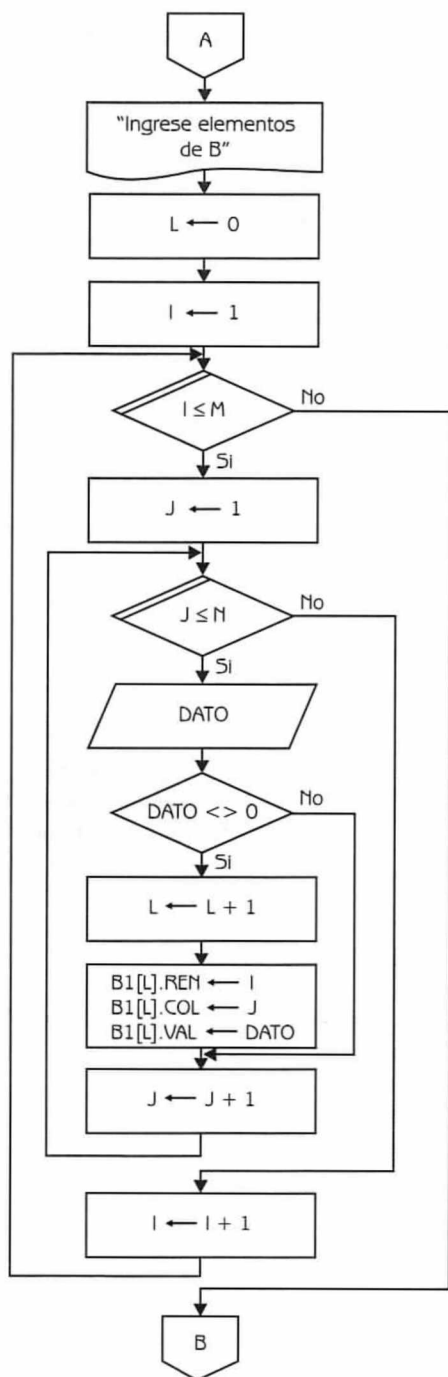 A
“Ingrese elementos
de B”
L ← 0
I ← 1
I ≤ M
No
Si
J ← 1
J ≤ N
No
Si
DATO
DATO <> 0
No
Si
L ← L + 1
B1[L].REN ← I
B1[L].COL ← J
B1[L].VAL ← DATO
J ← J + 1
I ← I + 1
B